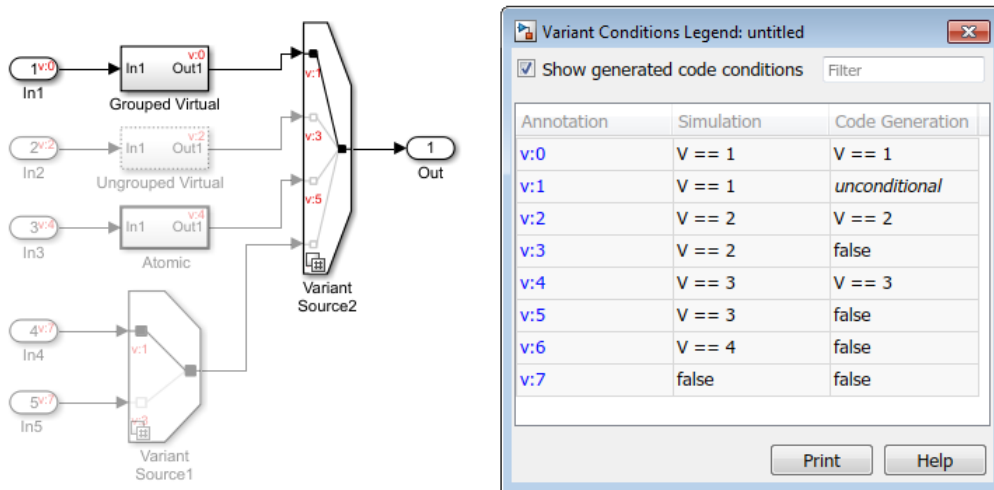 1 v:0
In1
In1 v:0 Out1
Grouped Virtual
v:1
2 v:2
In2
In1 v:2 Out1
Ungrouped Virtual
v:3
3 v:4
In3
In1 v:4 Out1
Atomic
v:5
1
Out
Variant
Source2
4 v:7
In4
v:1
5 v:7
In5
v:3
Variant
Source1
Variant Conditions Legend: untitled
Show generated code conditions Filter
Annotation Simulation Code Generation
v:0 V == 1 V == 1
v:1 V == 1 unconditional
v:2 V == 2 V == 2
v:3 V == 2 false
v:4 V == 3 V == 3
v:5 V == 3 false
v:6 V == 4 false
v:7 false false
Print Help